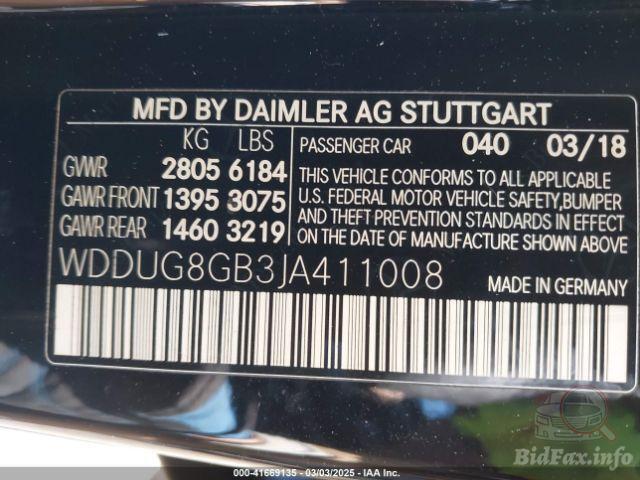 MFD BY DAIMLER AG STUTTGART
KG LBS
GVWR 2805 6184
GAWR FRONT 1395 3075
GAWR REAR 1460 3219
PASSENGER CAR 040 03/18
THIS VEHICLE CONFORMS TO ALL APPLICABLE
U.S. FEDERAL MOTOR VEHICLE SAFETY,BUMPER
AND THEFT PREVENTION STANDARDS IN EFFECT
ON THE DATE OF MANUFACTURE SHOWN ABOVE
WDDUG8GB3JA411008
MADE IN GERMANY
BidFax.info
000-41669135 - 03/03/2025 - IAA Inc.